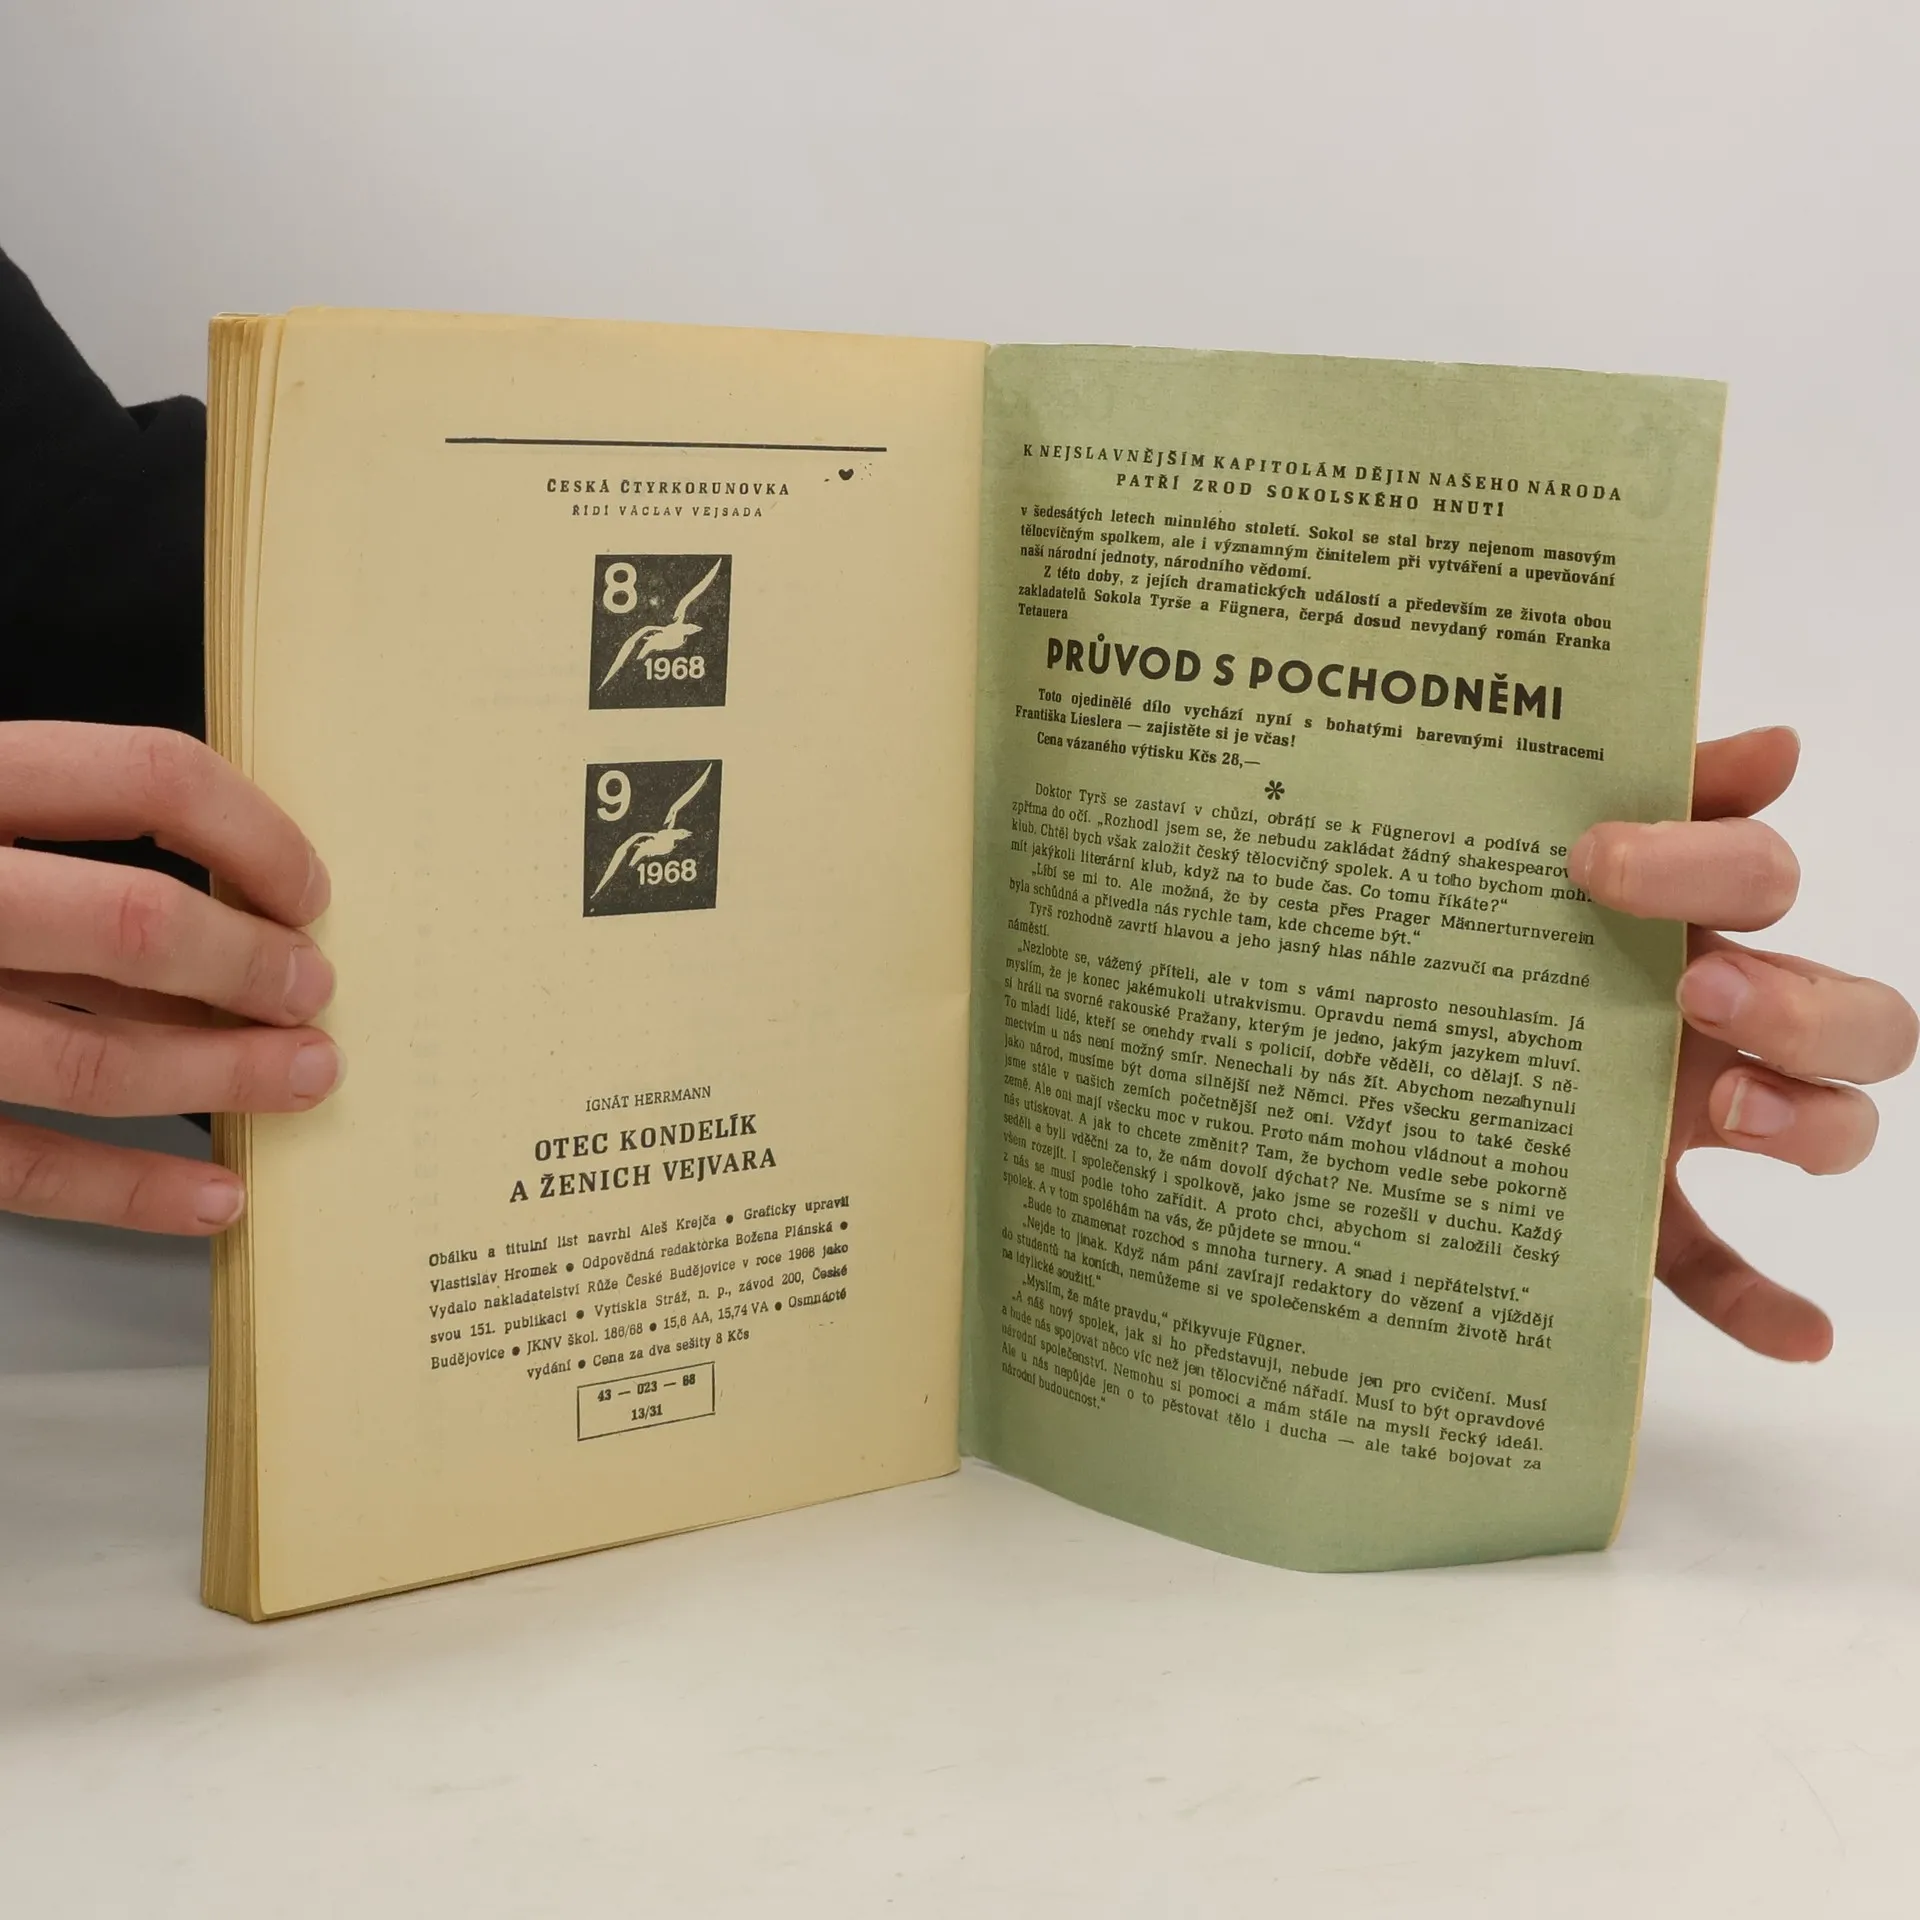 ČESKÁ ČTYRKORUNOVKA
ŘÍDÍ VÁCLAV VEJSADA
8
1968
9
1968
IGNÁT HERRMANN
OTEC KONDELÍK
A ŽENICH VEJVARA
Obálku a titulní list navrhl Aleš Krejča ● Graficky upravil
Vlastislav Hromek ● Odpovědná redaktorka Božena Plánská ●
Vydalo nakladatelství Růže České Budějovice v roce 1968 jako
svou 151. publikaci ● Vytiskla Stráž, n. p., závod 200, České
Budějovice ● JKNV škol. 186/68 ● 15,6 AA, 15,74 VA ● Osmnácté
vydání ● Cena za dva sešity 8 Kčs
43 — 023 — 68
13/31
K NEJSLAVNĚJŠÍM KAPITOLÁM DĚJIN NAŠEHO NÁRODA
PATŘÍ ZROD SOKOLSKÉHO HNUTÍ
v šedesátých letech minulého století. Sokol se stal brzy nejenom masovým
tělocvičným spolkem, ale i významným činitelem při vytváření a upevňování
naší národní jednoty, národního vědomí.
Z této doby, z jejích dramatických událostí a především ze života obou
zakladatelů Sokola Tyrše a Fügnera, čerpá dosud nevydaný román Franka
Tetauera
PRŮVOD S POCHODNĚMI
Toto ojedinělé dílo vychází nyní s bohatými barevnými ilustracemi
Františka Lieslera — zajistěte si je včas!
Cena vázaného výtisku Kčs 28,—
*
Doktor Tyrš se zastaví v chůzi, obrátí se k Fügnerovi a podívá se
zpříma do očí. „Rozhodl jsem se, že nebudu zakládat žádný shakespearov
klub. Chtěl bych však založit český tělocvičný spolek. A u toho bychom moh
mít jakýkoli literární klub, když na to bude čas. Co tomu říkáte?“
„Líbí se mi to. Ale možná, že by cesta přes Prager Männerturnverein
byla schůdná a přivedla nás rychle tam, kde chceme být.“
Tyrš rozhodně zavrtí hlavou a jeho jasný hlas náhle zazvučí na prázdné
náměstí.
„Nezlobte se, vážený příteli, ale v tom s vámi naprosto nesouhlasím. Já
myslím, že je konec jakémukoli utrakvismu. Opravdu nemá smysl, abychom
si hráli na svorné rakouské Pražany, kterým je jedno, jakým jazykem mluví.
To mladí lidé, kteří se onehdy rvali s policií, dobře věděli, co dělají. S ně-
mectvím u nás není možný smír. Nenechali by nás žít. Abychom nezahynuli
jako národ, musíme být doma silnější než Němci. Přes všecku germanizaci
jsme stále v našich zemích početnější než oni. Vždyť jsou to také české
země. Ale oni mají všecku moc v rukou. Proto nám mohou vládnout a mohou
nás utiskovat. A jak to chcete změnit? Tam, že bychom vedle sebe pokorně
seděli a byli vděční za to, že nám dovolí dýchat? Ne. Musíme se s nimi ve
všem rozejít. I společenský i spolkově, jako jsme se rozešli v duchu. Každý
z nás se musí podle toho zařídit. A proto chci, abychom si založili český
spolek. A v tom spoléhám na vás, že půjdete se mnou.“
„Bude to znamenat rozchod s mnoha turnery. A snad i nepřátelství.“
„Nejde to jinak. Když nám páni zavírají redaktory do vězení a vjíždějí
do studentů na koních, nemůžeme si ve společenském a denním životě hrát
na idylické soužití.“
„Myslím, že máte pravdu,“ přikyvuje Fügner.
„A náš nový spolek, jak si ho představuji, nebude jen pro cvičení. Musí
a bude nás spojovat něco víc než jen tělocvičné nářadí. Musí to být opravdové
národní společenství. Nemohu si pomoci a mám stále na mysli řecký ideál.
Ale u nás nepůjde jen o to pěstovat tělo i ducha — ale také bojovat za
národní budoucnost.“